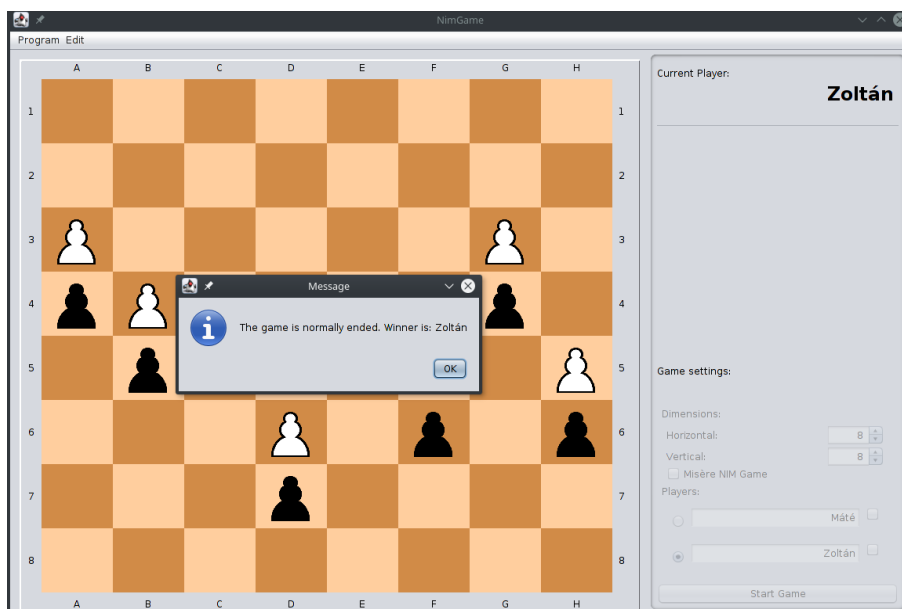 NimGame
Program Edit
A B C D E F G H
Current Player:
Zoltán
1 1
2 2
3 3
Message
4 4
The game is normally ended. Winner is: Zoltán
OK
5 5
Game settings:
Dimensions:
6 6
Horizontal: 8
Vertical: 8
Misère NIM Game
Players:
7 7
Máté
Zoltán
8 8
Start Game
A B C D E F G H